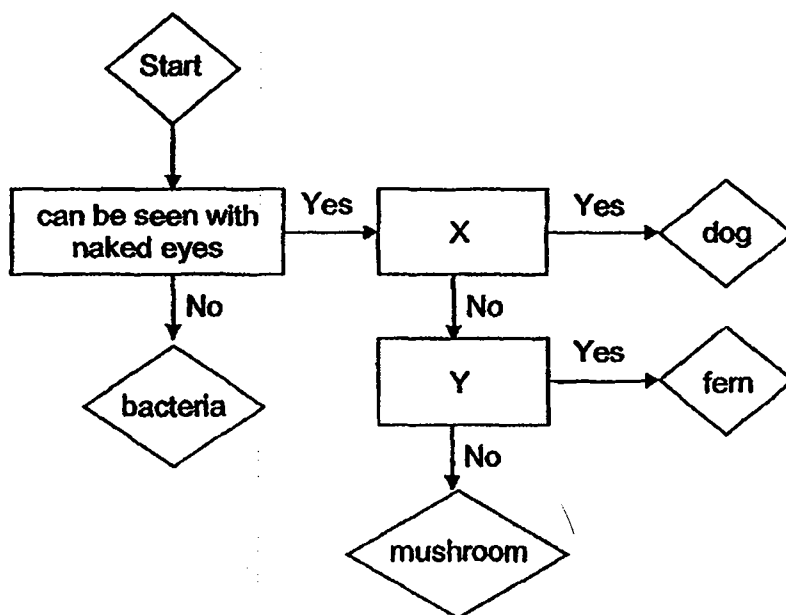 Start
can be seen with
naked eyes
Yes
X
Yes
dog
No
No
bacteria
Y
Yes
fern
No
mushroom